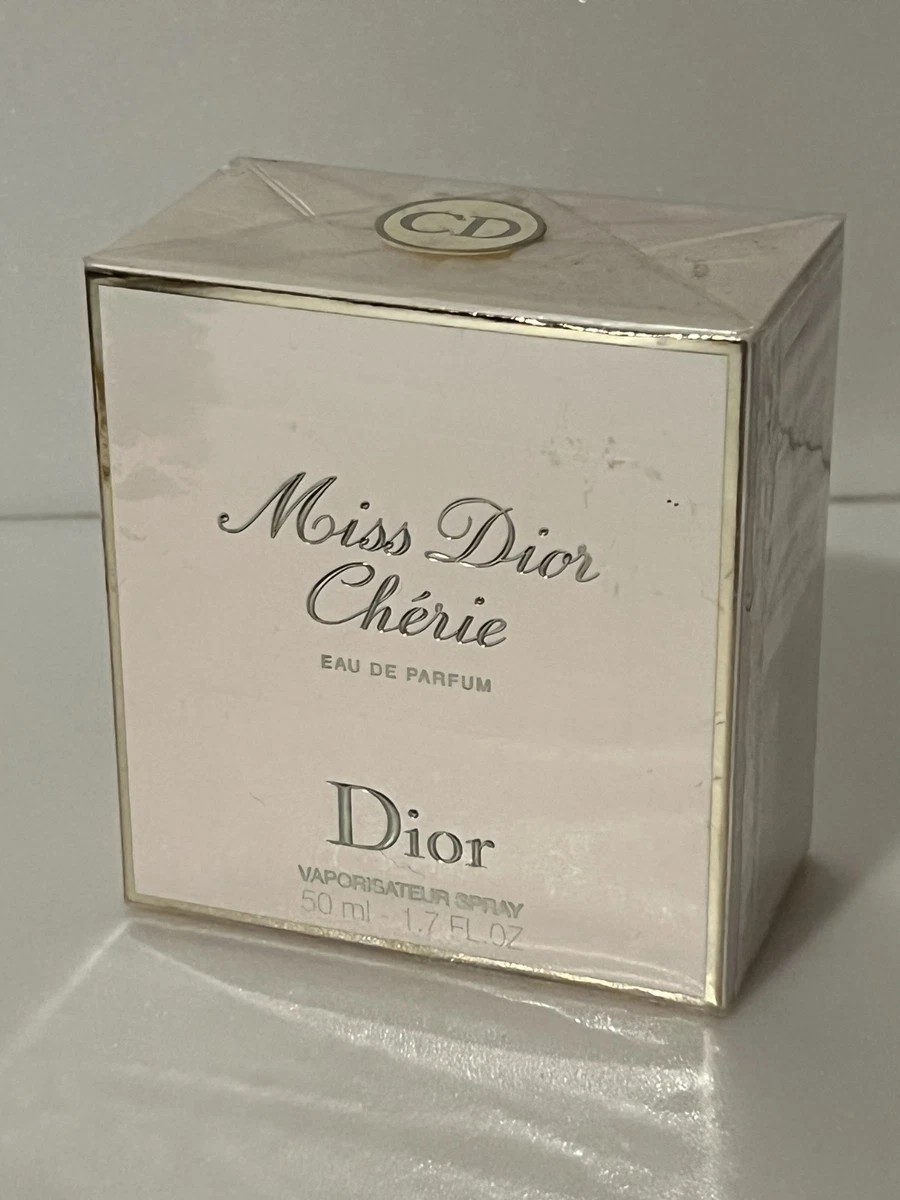 CD
Miss Dior
Chérie
EAU DE PARFUM
Dior
VAPORISATEUR SPRAY
50 ml - 1.7 FL.OZ